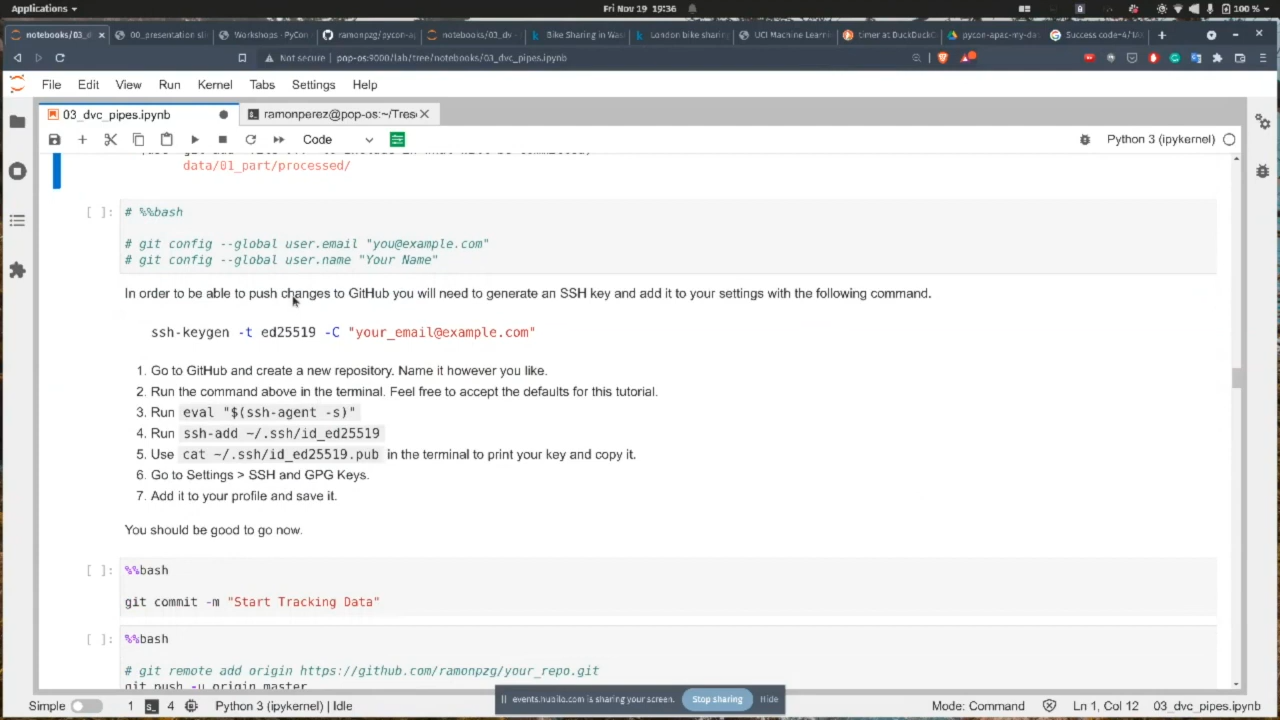 Applications
Fri Nov 19 19:36
100 %
notebooks/03_d
00_presentation sli
Workshops - PyCon
ramonpzg/pycon-a
notebooks/03_dv
Bike Sharing in Was
London bike sharing
UCI Machine Learni
timer at DuckDuckG
pycon-apac-my-da
Success code=4/1A
Not secure | pop-os:9000/lab/tree/notebooks/03_dvc_pipes.ipynb
File Edit View Run Kernel Tabs Settings Help
03_dvc_pipes.ipynb
ramonperez@pop-os:~/Tres
Code
Python 3 (ipykernel)
data/01_part/processed/
[ ]:
# %%bash
# git config --global user.email "you@example.com"
# git config --global user.name "Your Name"
In order to be able to push changes to GitHub you will need to generate an SSH key and add it to your settings with the following command.
ssh-keygen -t ed25519 -C "your_email@example.com"
1. Go to GitHub and create a new repository. Name it however you like.
2. Run the command above in the terminal. Feel free to accept the defaults for this tutorial.
3. Run eval "$(ssh-agent -s)"
4. Run ssh-add ~/.ssh/id_ed25519
5. Use cat ~/.ssh/id_ed25519.pub in the terminal to print your key and copy it.
6. Go to Settings > SSH and GPG Keys.
7. Add it to your profile and save it.
You should be good to go now.
[ ]:
%%bash
git commit -m "Start Tracking Data"
[ ]:
%%bash
# git remote add origin https://github.com/ramonpzg/your_repo.git
git push -u origin master
events.hubilo.com is sharing your screen.
Stop sharing
Hide
Simple
1
4
Python 3 (ipykernel) | Idle
Mode: Command
Ln 1, Col 12
03_dvc_pipes.ipynb